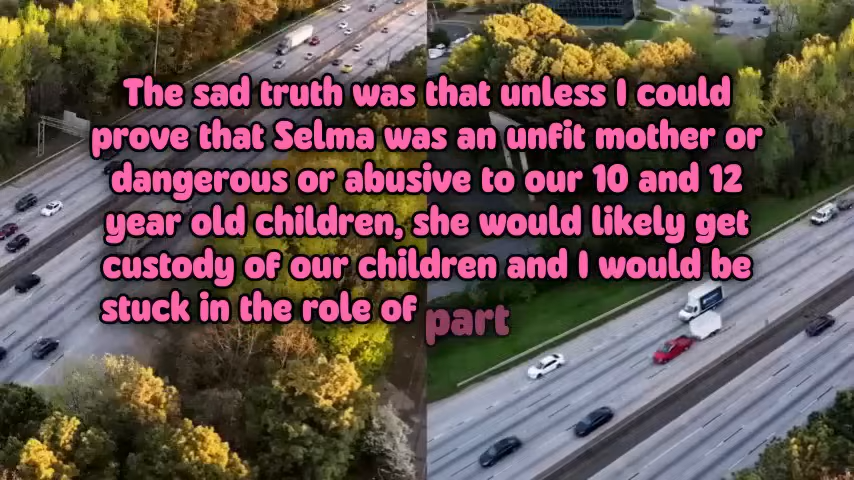 The sad truth was that unless I could
prove that Selma was an unfit mother or
dangerous or abusive to our 10 and 12
year old children, she would likely get
custody of our children and I would be
stuck in the role of part